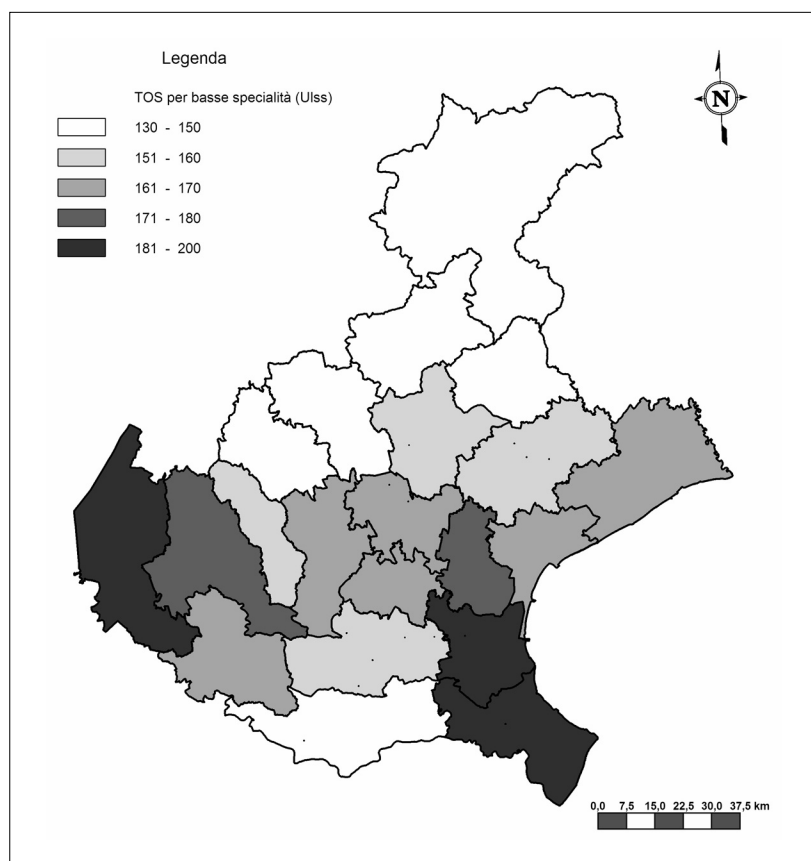 Legenda
TOS per basse specialità (Ulss)
130 - 150
151 - 160
161 - 170
171 - 180
181 - 200
N
0,0 7,5 15,0 22,5 30,0 37,5 km